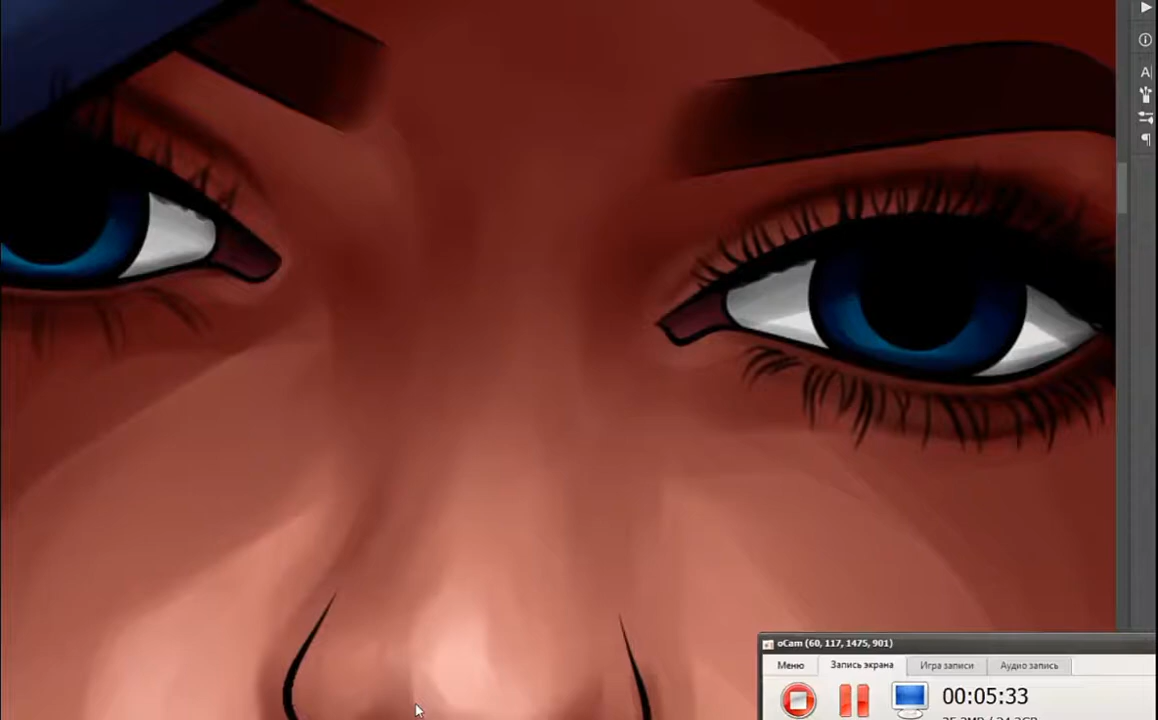 oCam (60, 117, 1475, 901)
Меню Запись экрана Игра записи Аудио запись
00:05:33